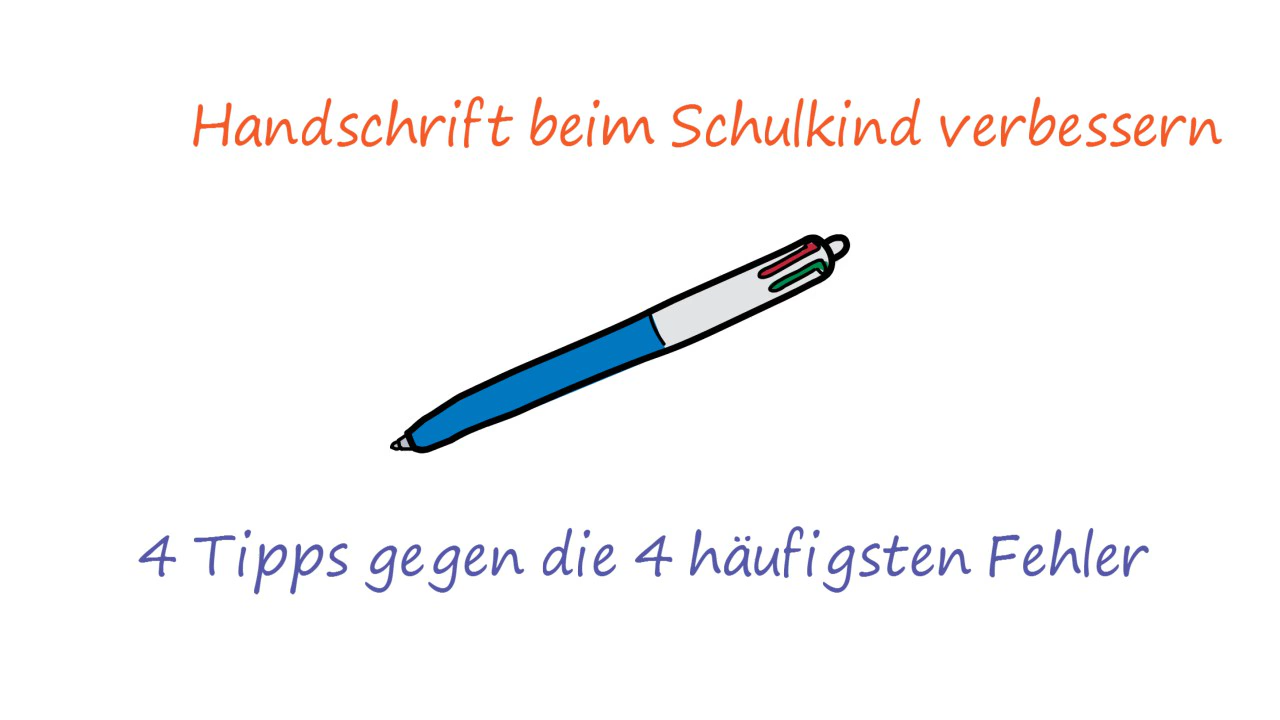 Handschrift beim Schulkind verbessern
4 Tipps gegen die 4 häufigsten Fehler